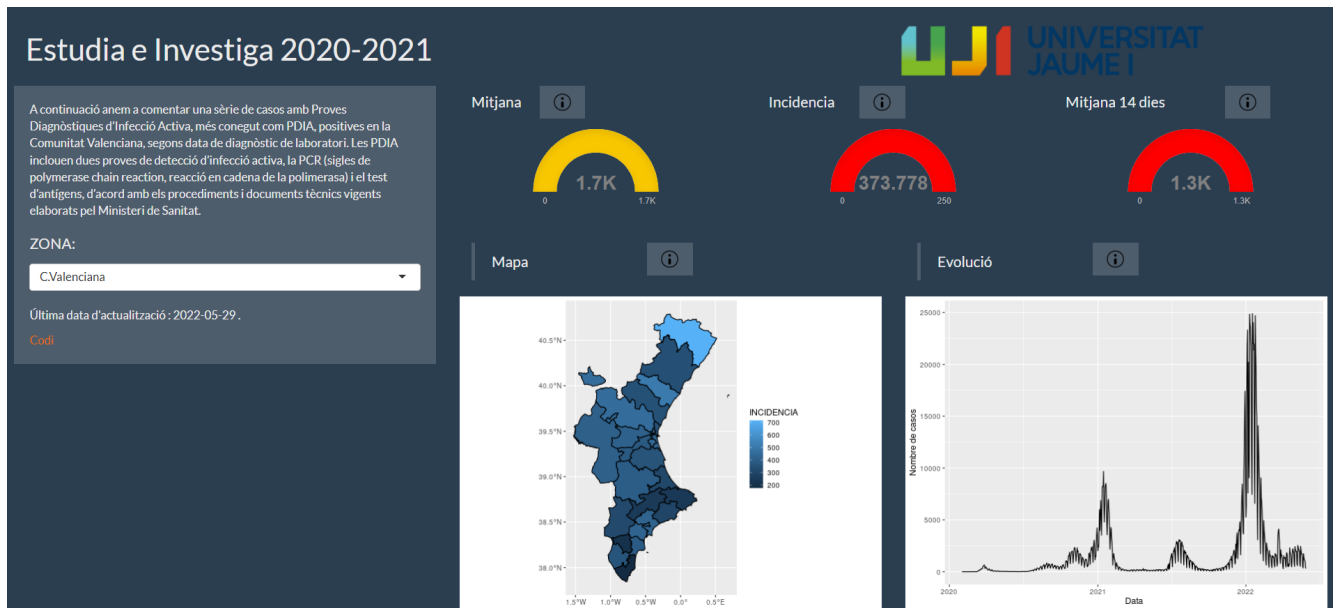 Estudia e Investiga 2020-2021
UNIVERSITAT
JAUME I
A continuació anem a comentar una sèrie de casos amb Proves
Diagnòstiques d'Infecció Activa, més conegut com PDIA, positives en la
Comunitat Valenciana, segons data de diagnòstic de laboratori. Les PDIA
inclouen dues proves de detecció d'infecció activa, la PCR (sigles de
polymerase chain reaction, reacció en cadena de la polimerasa) i el test
d'antígens, d'acord amb els procediments i documents tècnics vigents
elaborats pel Ministeri de Sanitat.
ZONA:
C.Valenciana
Última data d'actualització : 2022-05-29 .
Codi
Mitjana
1.7K
0 1.7K
Incidencia
373.778
0 250
Mitjana 14 dies
1.3K
0 1.3K
Mapa
40.5°N
40.0°N
39.5°N
39.0°N
38.5°N
38.0°N
1.5°W 1.0°W 0.5°W 0.0° 0.5°E
INCIDENCIA
700
600
500
400
300
200
Evolució
Nombre de casos
25000
20000
15000
10000
5000
0
2020 2021 2022
Data